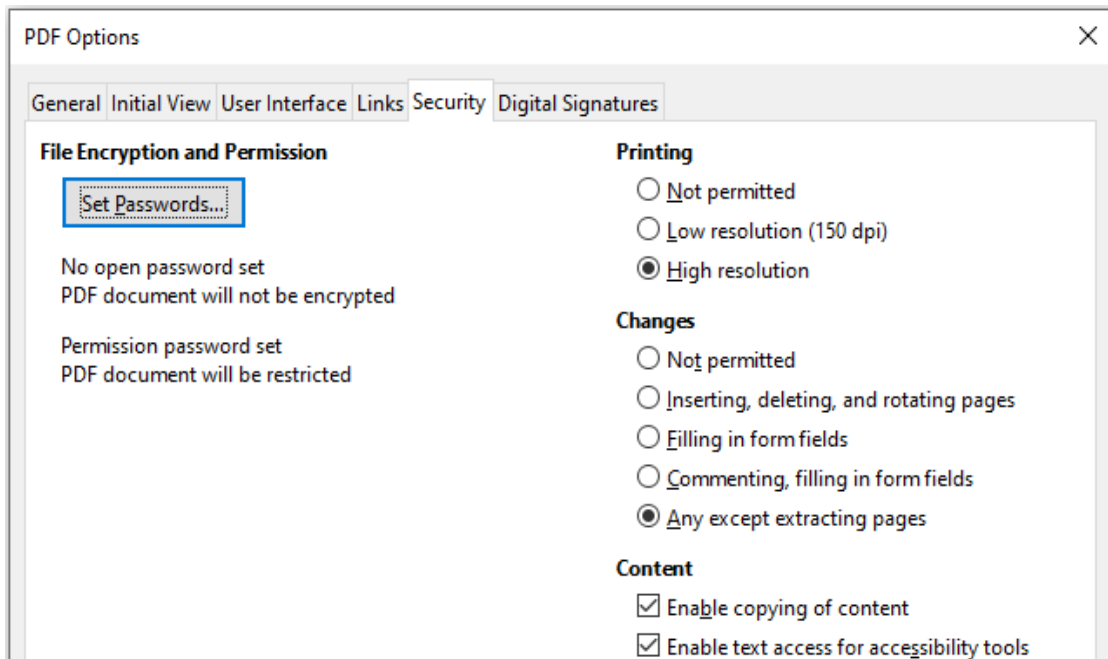 PDF Options
General Initial View User Interface Links Security Digital Signatures
File Encryption and Permission
Set Passwords...
No open password set
PDF document will not be encrypted
Permission password set
PDF document will be restricted
Printing
Not permitted
Low resolution (150 dpi)
High resolution
Changes
Not permitted
Inserting, deleting, and rotating pages
Filling in form fields
Commenting, filling in form fields
Any except extracting pages
Content
Enable copying of content
Enable text access for accessibility tools